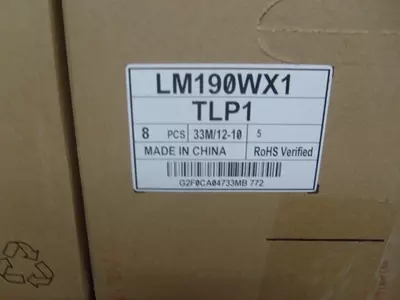 LM190WX1
TLP1
8 PCS 33M/12-10 5
MADE IN CHINA RoHS Verified
G2F0CA04733MB 772